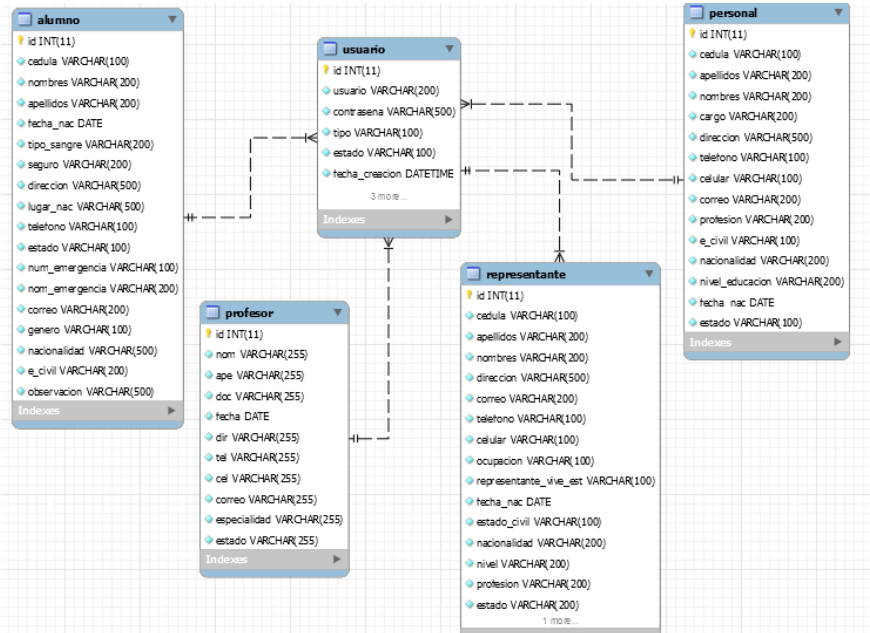 alumno
id INT(11)
cedula VARCHAR(100)
nombres VARCHAR(200)
apellidos VARCHAR(200)
fecha_nac DATE
tipo_sangre VARCHAR(200)
seguro VARCHAR(200)
direccion VARCHAR(500)
lugar_nac VARCHAR(500)
telefono VARCHAR(100)
estado VARCHAR(100)
num_emergencia VARCHAR(100)
nom_emergencia VARCHAR(200)
correo VARCHAR(200)
genero VARCHAR(100)
nacionalidad VARCHAR(500)
e_civil VARCHAR(200)
observacion VARCHAR(500)
Indexes
usuario
id INT(11)
usuario VARCHAR(200)
contrasena VARCHAR(500)
tipo VARCHAR(100)
estado VARCHAR(100)
fecha_creacion DATETIME
3 more...
Indexes
personal
id INT(11)
cedula VARCHAR(100)
apellidos VARCHAR(200)
nombres VARCHAR(200)
cargo VARCHAR(200)
direccion VARCHAR(500)
telefono VARCHAR(100)
celular VARCHAR(100)
correo VARCHAR(200)
profesion VARCHAR(200)
e_civil VARCHAR(100)
nacionalidad VARCHAR(200)
nivel_educacion VARCHAR(200)
fecha_nac DATE
estado VARCHAR(100)
Indexes
profesor
id INT(11)
nom VARCHAR(255)
ape VARCHAR(255)
doc VARCHAR(255)
fecha DATE
dir VARCHAR(255)
tel VARCHAR(255)
cel VARCHAR(255)
correo VARCHAR(255)
especialidad VARCHAR(255)
estado VARCHAR(255)
Indexes
representante
id INT(11)
cedula VARCHAR(100)
apellidos VARCHAR(200)
nombres VARCHAR(200)
direccion VARCHAR(500)
correo VARCHAR(200)
telefono VARCHAR(100)
celular VARCHAR(100)
ocupacion VARCHAR(100)
representante_vive_est VARCHAR(100)
fecha_nac DATE
estado_civil VARCHAR(100)
nacionalidad VARCHAR(200)
nivel VARCHAR(200)
profesion VARCHAR(200)
estado VARCHAR(200)
1 more...